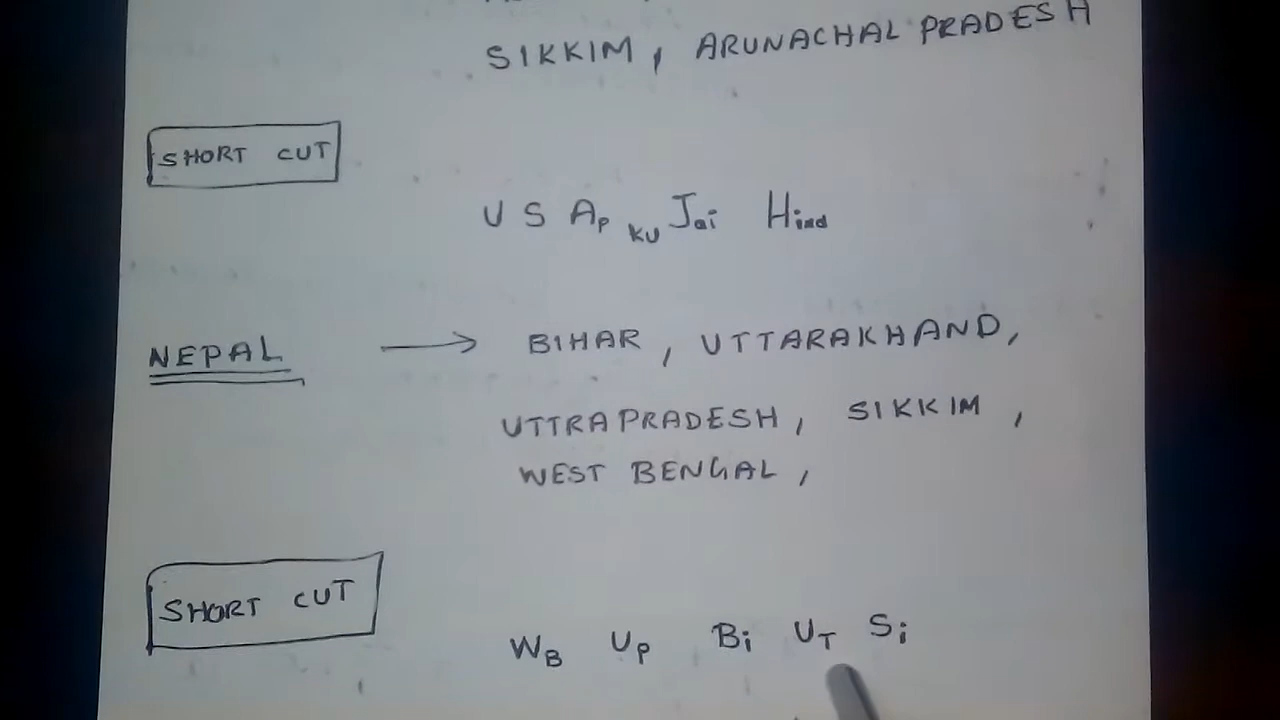 SIKKIM, ARUNACHAL PRADESH
SHORT CUT
U S Ap KU Jai Hind
NEPAL → BIHAR, UTTARAKHAND,
UTTRAPRADESH, SIKKIM,
WEST BENGAL,
SHORT CUT
WB UP Bi UT Si